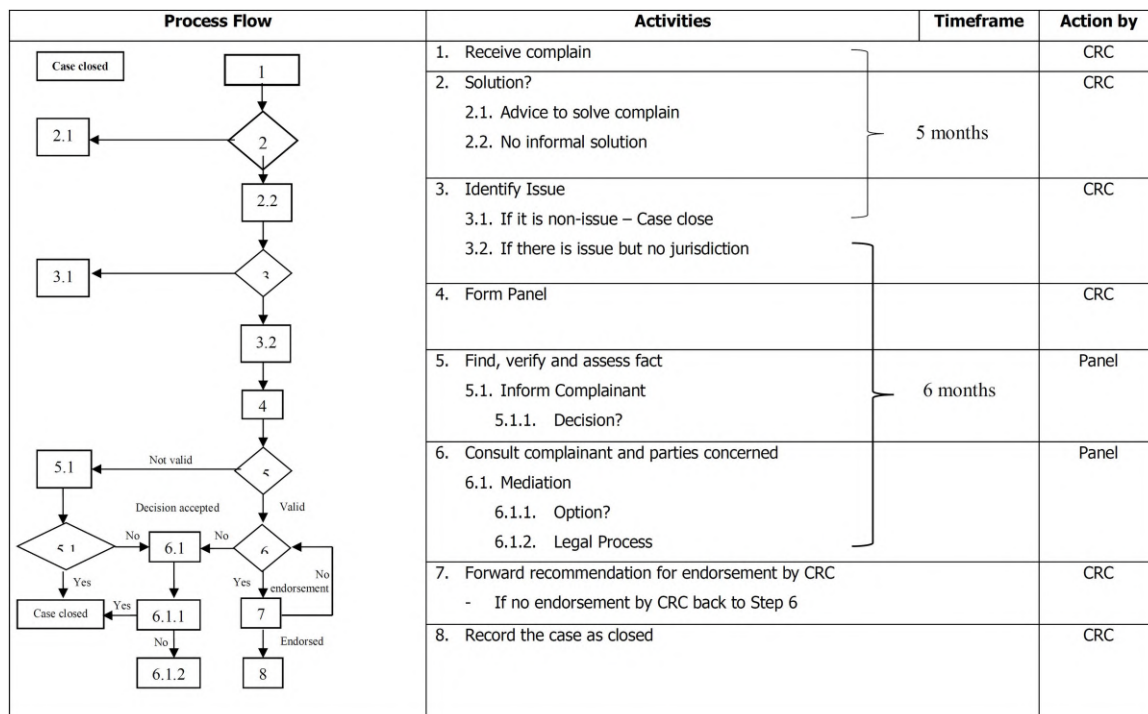 Process Flow
Activities
Timeframe
Action by
Case closed
1
2
2.1
2.2
3
3.1
3.2
4
5
Not valid
5.1
Valid
Decision accepted
5.1
No
6.1
No
6
No
endorsement
Yes
Yes
Case closed
Yes
6.1.1
7
No
Endorsed
6.1.2
8
1. Receive complain
CRC
2. Solution?
CRC
2.1. Advice to solve complain
2.2. No informal solution
5 months
3. Identify Issue
CRC
3.1. If it is non-issue – Case close
3.2. If there is issue but no jurisdiction
4. Form Panel
CRC
5. Find, verify and assess fact
Panel
5.1. Inform Complainant
5.1.1. Decision?
6 months
6. Consult complainant and parties concerned
Panel
6.1. Mediation
6.1.1. Option?
6.1.2. Legal Process
7. Forward recommendation for endorsement by CRC
CRC
- If no endorsement by CRC back to Step 6
8. Record the case as closed
CRC